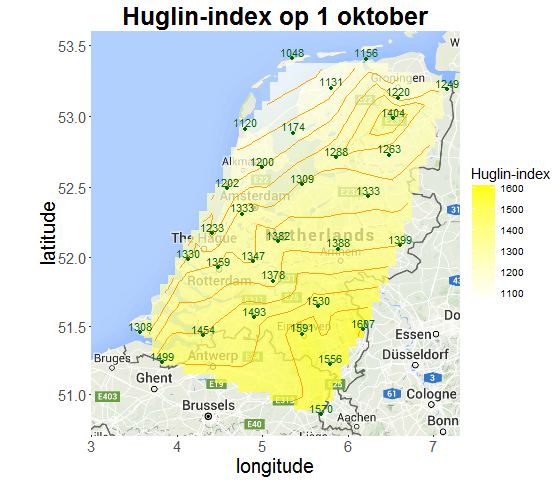 Huglin-index op 1 oktober
53.5
53.0
52.5
52.0
51.5
51.0
latitude
3
4
5
6
7
longitude
1048
1156
Groningen
1249
1131
1220
1404
1120
1174
1288
1263
1200
1202
1309
1333
Amsterdam
1333
1233
The Hague
1382
Netherlands
1388
Arnhem
1399
1330
1359
1347
1378
Rotterdam
1530
1493
1308
1454
1591
Eindhoven
1607
Essen
Düsseldorf
1499
Antwerp
1556
Bruges
Ghent
E19
E403
E313
E25
3
61
Cologne
Brussels
E40
1570
Aachen
Bonn
Huglin-index
1600
1500
1400
1300
1200
1100